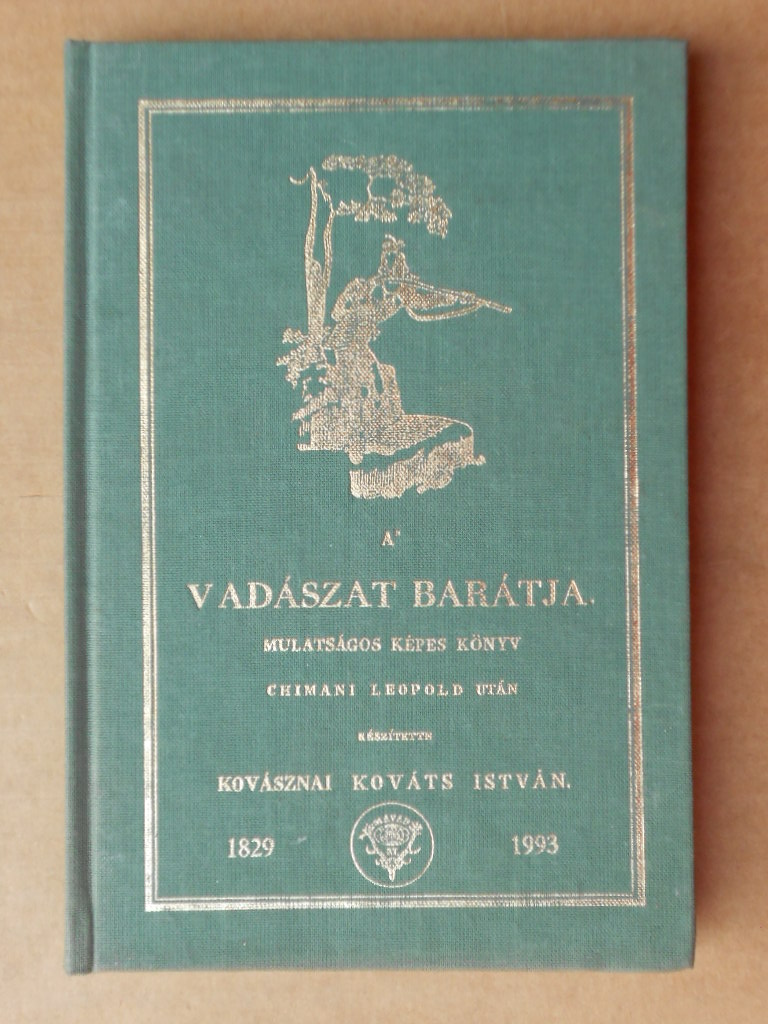 A'
VADÁSZAT BARÁTJA.
MULATSÁGOS KÉPES KÖNYV
CHIMANI LEOPOLD UTÁN
KÉSZÍTETTE
KOVÁSZNAI KOVÁTS ISTVÁN.
1829 1993